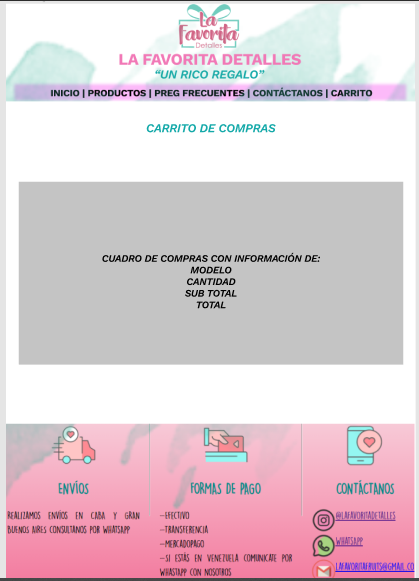 La
Favorita
Detalles
LA FAVORITA DETALLES
“UN RICO REGALO”
INICIO | PRODUCTOS | PREG FRECUENTES | CONTÁCTANOS | CARRITO
CARRITO DE COMPRAS
CUADRO DE COMPRAS CON INFORMACIÓN DE:
MODELO
CANTIDAD
SUB TOTAL
TOTAL
ENVÍOS
REALIZAMOS ENVÍOS EN CABA Y GRAN
BUENOS AIRES CONSULTANOS POR WHATSAPP
FORMAS DE PAGO
-EFECTIVO
-TRANSFERENCIA
-MERCADOPAGO
-SI ESTÁS EN VENEZUELA COMUNICATE POR
WHASTAPP CON NOSOTROS
CONTÁCTANOS
@LAFAVORITADETALLES
WHATSAPP
LAFAVORITAFRUITS@GMAIL.CO